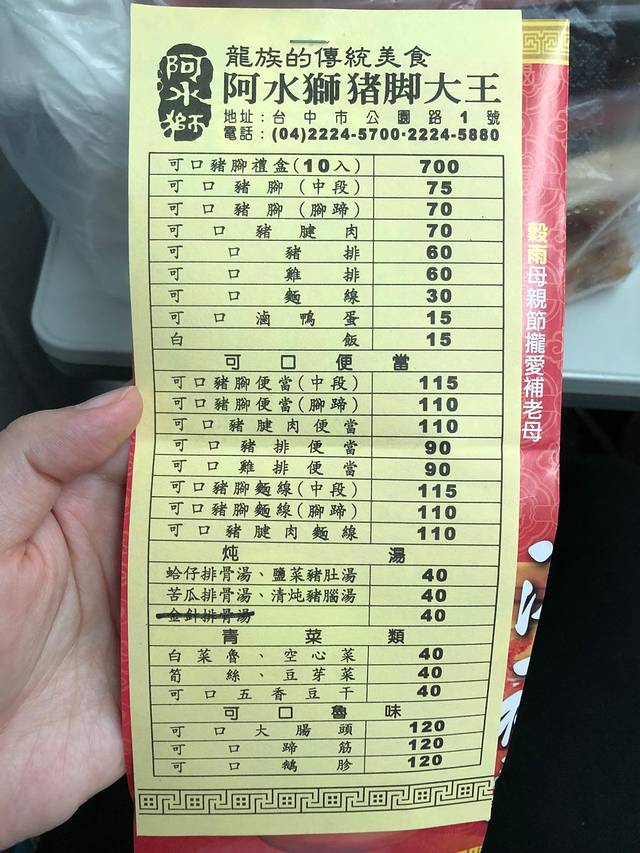 阿水獅
龍族的傳統美食
阿水獅猪脚大王
地址:台中市公園路1號
電話:(04)2224-5700·2224-5880
可口豬腳禮盒(10入) 700
可口豬腳(中段) 75
可口豬腳(腳蹄) 70
可口豬腱肉 70
可口豬排 60
可口雞排 60
可口麵線 30
可口滷鴨蛋 15
白飯 15
可口便當
可口豬腳便當(中段) 115
可口豬腳便當(腳蹄) 110
可口豬腱肉便當 110
可口豬排便當 90
可口雞排便當 90
可口豬腳麵線(中段) 115
可口豬腳麵線(腳蹄) 110
可口豬腱肉麵線 110
炖湯
蛤仔排骨湯、鹽菜豬肚湯 40
苦瓜排骨湯、清炖豬腦湯 40
金針排骨湯 40
青菜類
白菜魯、空心菜 40
筍絲、豆芽菜 40
可口五香豆干 40
可口魯味
可口大腸頭 120
可口蹄筋 120
可口鵝胗 120
穀雨母親節攏愛補老母